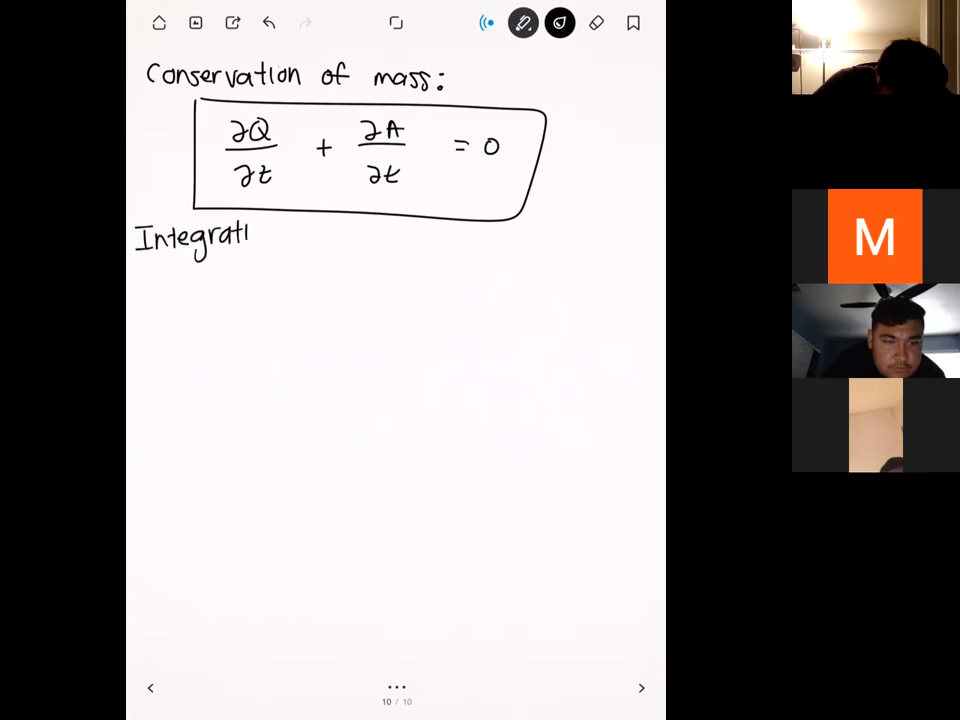 Conservation of mass:
∂Q/∂t + ∂A/∂t = 0
Integrati
M
10 / 10